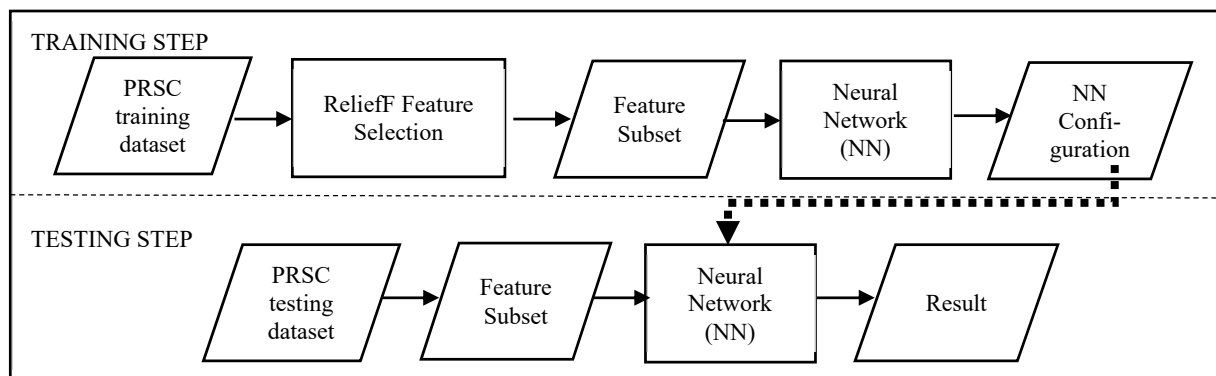 TRAINING STEP
PRSC
training
dataset
ReliefF Feature
Selection
Feature
Subset
Neural
Network
(NN)
NN
Confi-
guration
TESTING STEP
PRSC
testing
dataset
Feature
Subset
Neural
Network
(NN)
Result